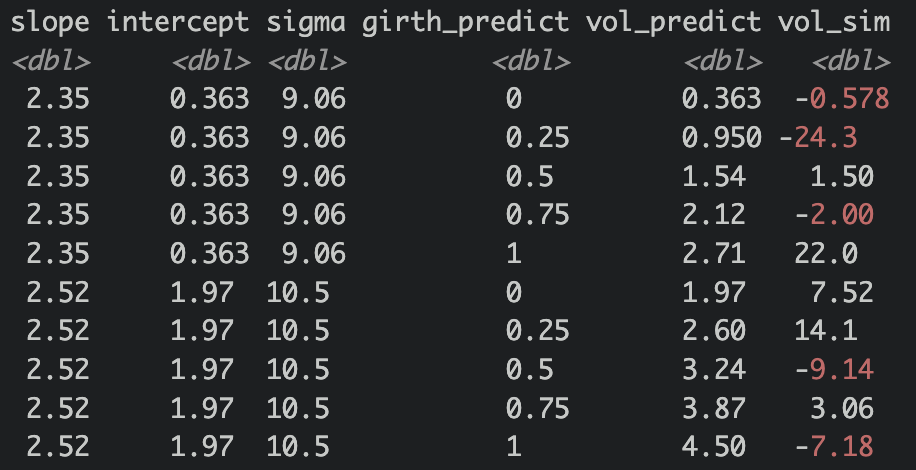 slope intercept sigma girth_predict vol_predict vol_sim
<dbl> <dbl> <dbl> <dbl> <dbl> <dbl>
2.35 0.363 9.06 0 0.363 -0.578
2.35 0.363 9.06 0.25 0.950 -24.3
2.35 0.363 9.06 0.5 1.54 1.50
2.35 0.363 9.06 0.75 2.12 -2.00
2.35 0.363 9.06 1 2.71 22.0
2.52 1.97 10.5 0 1.97 7.52
2.52 1.97 10.5 0.25 2.60 14.1
2.52 1.97 10.5 0.5 3.24 -9.14
2.52 1.97 10.5 0.75 3.87 3.06
2.52 1.97 10.5 1 4.50 -7.18